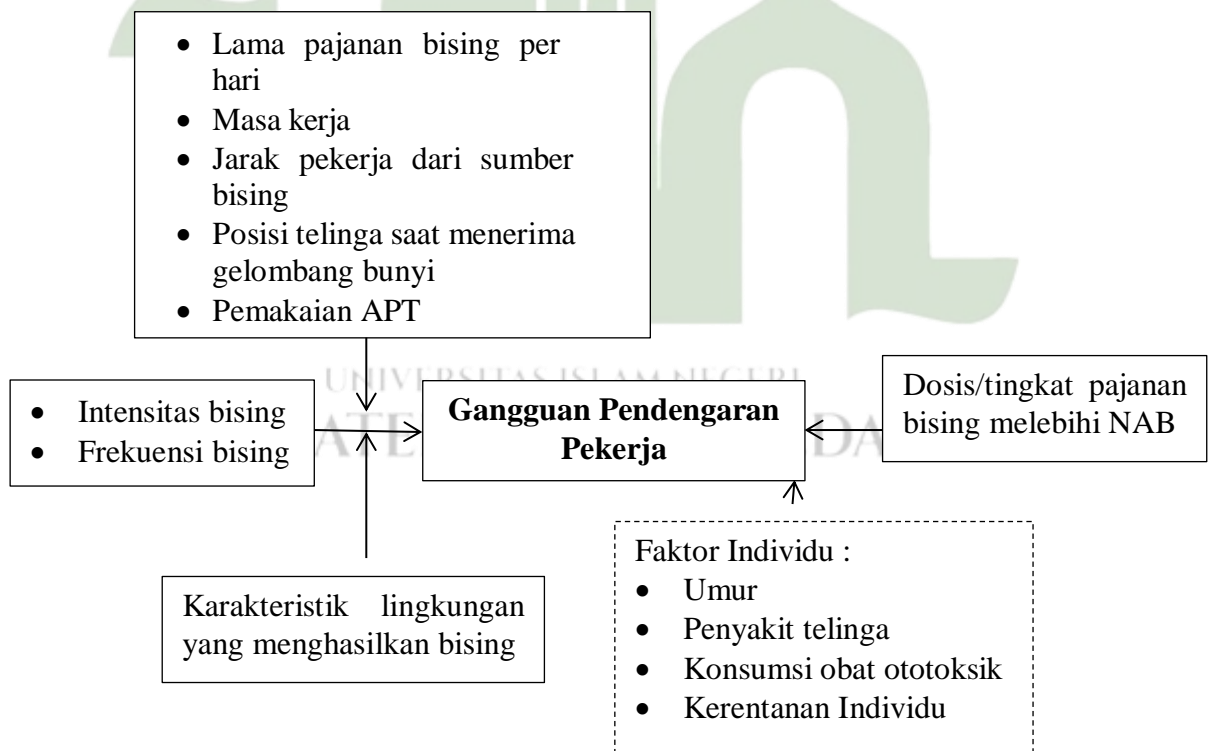 • Lama pajanan bising per
hari
• Masa kerja
• Jarak pekerja dari sumber
bising
• Posisi telinga saat menerima
gelombang bunyi
• Pemakaian APT
UNIVERSITAS ISLAM NEGERI
• Intensitas bising
• Frekuensi bising
Gangguan Pendengaran
Pekerja
Dosis/tingkat pajanan
bising melebihi NAB
Karakteristik lingkungan
yang menghasilkan bising
Faktor Individu :
• Umur
• Penyakit telinga
• Konsumsi obat ototoksik
• Kerentanan Individu